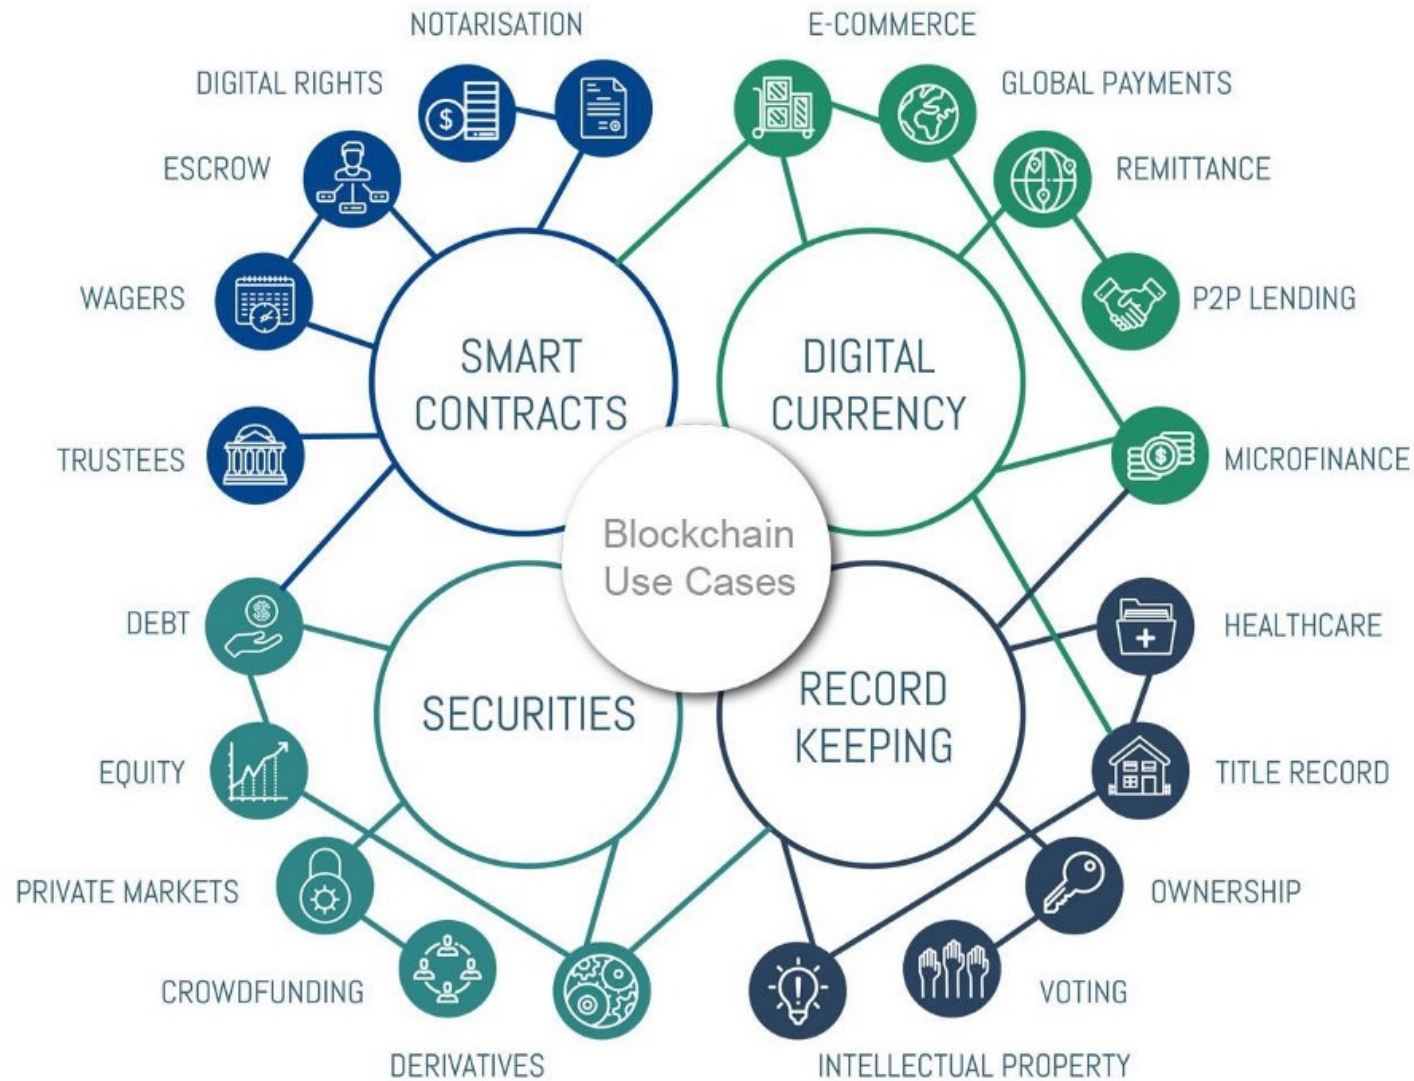 NOTARISATION
E-COMMERCE
DIGITAL RIGHTS
GLOBAL PAYMENTS
ESCROW
REMITTANCE
WAGERS
P2P LENDING
SMART
CONTRACTS
DIGITAL
CURRENCY
TRUSTEES
MICROFINANCE
Blockchain
Use Cases
DEBT
HEALTHCARE
SECURITIES
RECORD
KEEPING
EQUITY
TITLE RECORD
PRIVATE MARKETS
OWNERSHIP
CROWDFUNDING
VOTING
DERIVATIVES
INTELLECTUAL PROPERTY